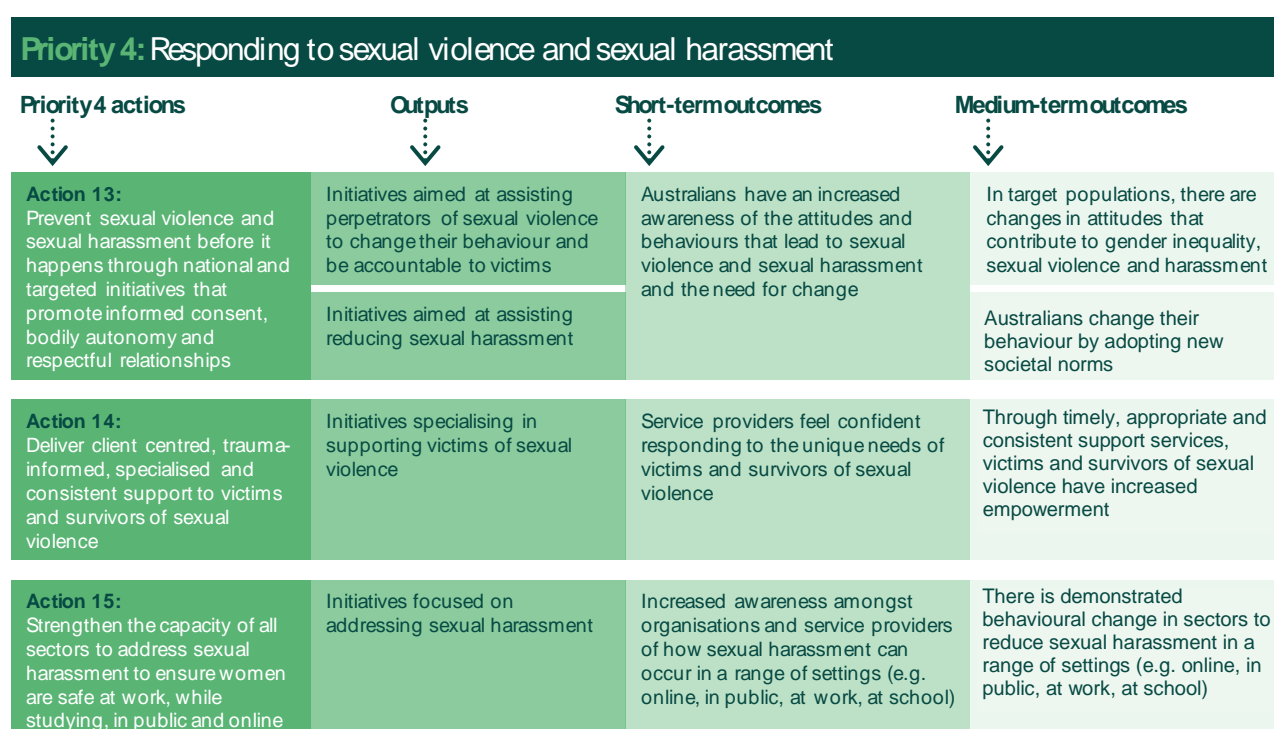 Priority 4: Responding to sexual violence and sexual harassment
Priority 4 actions
Outputs
Short-term outcomes
Medium-term outcomes
Action 13:
Prevent sexual violence and
sexual harassment before it
happens through national and
targeted initiatives that
promote informed consent,
bodily autonomy and
respectful relationships
Initiatives aimed at assisting
perpetrators of sexual violence
to change their behaviour and
be accountable to victims
Initiatives aimed at assisting
reducing sexual harassment
Australians have an increased
awareness of the attitudes and
behaviours that lead to sexual
violence and sexual harassment
and the need for change
In target populations, there are
changes in attitudes that
contribute to gender inequality,
sexual violence and harassment
Australians change their
behaviour by adopting new
societal norms
Action 14:
Deliver client centred, trauma-
informed, specialised and
consistent support to victims
and survivors of sexual
violence
Initiatives specialising in
supporting victims of sexual
violence
Service providers feel confident
responding to the unique needs of
victims and survivors of sexual
violence
Through timely, appropriate and
consistent support services,
victims and survivors of sexual
violence have increased
empowerment
Action 15:
Strengthen the capacity of all
sectors to address sexual
harassment to ensure women
are safe at work, while
studying, in public and online
Initiatives focused on
addressing sexual harassment
Increased awareness amongst
organisations and service providers
of how sexual harassment can
occur in a range of settings (e.g.
online, in public, at work, at school)
There is demonstrated
behavioural change in sectors to
reduce sexual harassment in a
range of settings (e.g. online, in
public, at work, at school)